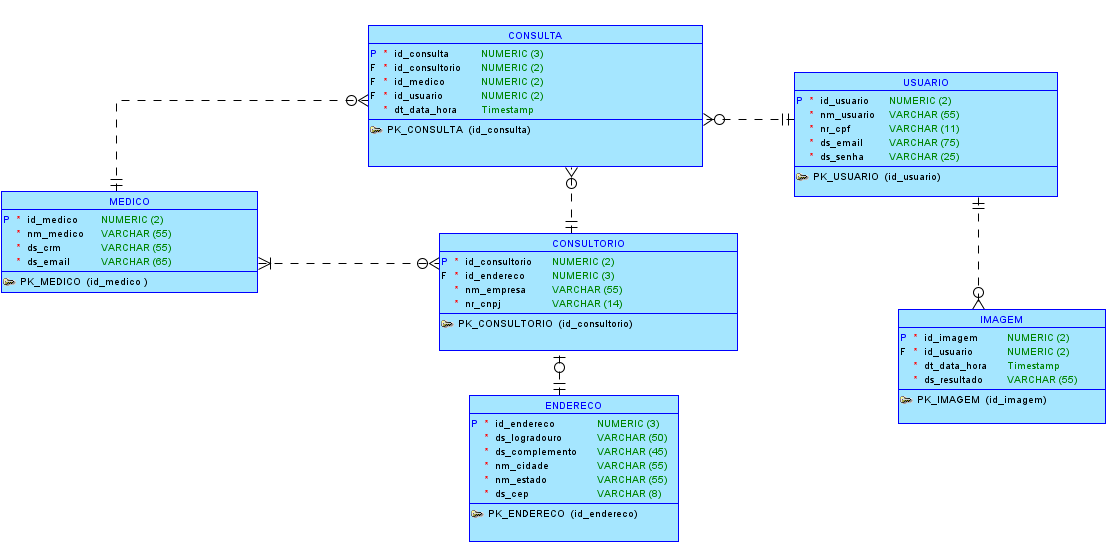 CONSULTA
P * id_consulta NUMERIC (3)
F * id_consultorio NUMERIC (2)
F * id_medico NUMERIC (2)
F * id_usuario NUMERIC (2)
* dt_data_hora Timestamp
PK_CONSULTA (id_consulta)
USUARIO
P * id_usuario NUMERIC (2)
* nm_usuario VARCHAR (55)
* nr_cpf VARCHAR (11)
* ds_email VARCHAR (75)
* ds_senha VARCHAR (25)
PK_USUARIO (id_usuario)
MEDICO
P * id_medico NUMERIC (2)
* nm_medico VARCHAR (55)
* ds_crm VARCHAR (55)
* ds_email VARCHAR (65)
PK_MEDICO (id_medico )
CONSULTORIO
P * id_consultorio NUMERIC (2)
F * id_endereco NUMERIC (3)
* nm_empresa VARCHAR (55)
* nr_cnpj VARCHAR (14)
PK_CONSULTORIO (id_consultorio)
IMAGEM
P * id_imagem NUMERIC (2)
F * id_usuario NUMERIC (2)
* dt_data_hora Timestamp
* ds_resultado VARCHAR (55)
PK_IMAGEM (id_imagem)
ENDERECO
P * id_endereco NUMERIC (3)
* ds_logradouro VARCHAR (50)
* ds_complemento VARCHAR (45)
* nm_cidade VARCHAR (55)
* nm_estado VARCHAR (55)
* ds_cep VARCHAR (8)
PK_ENDERECO (id_endereco)